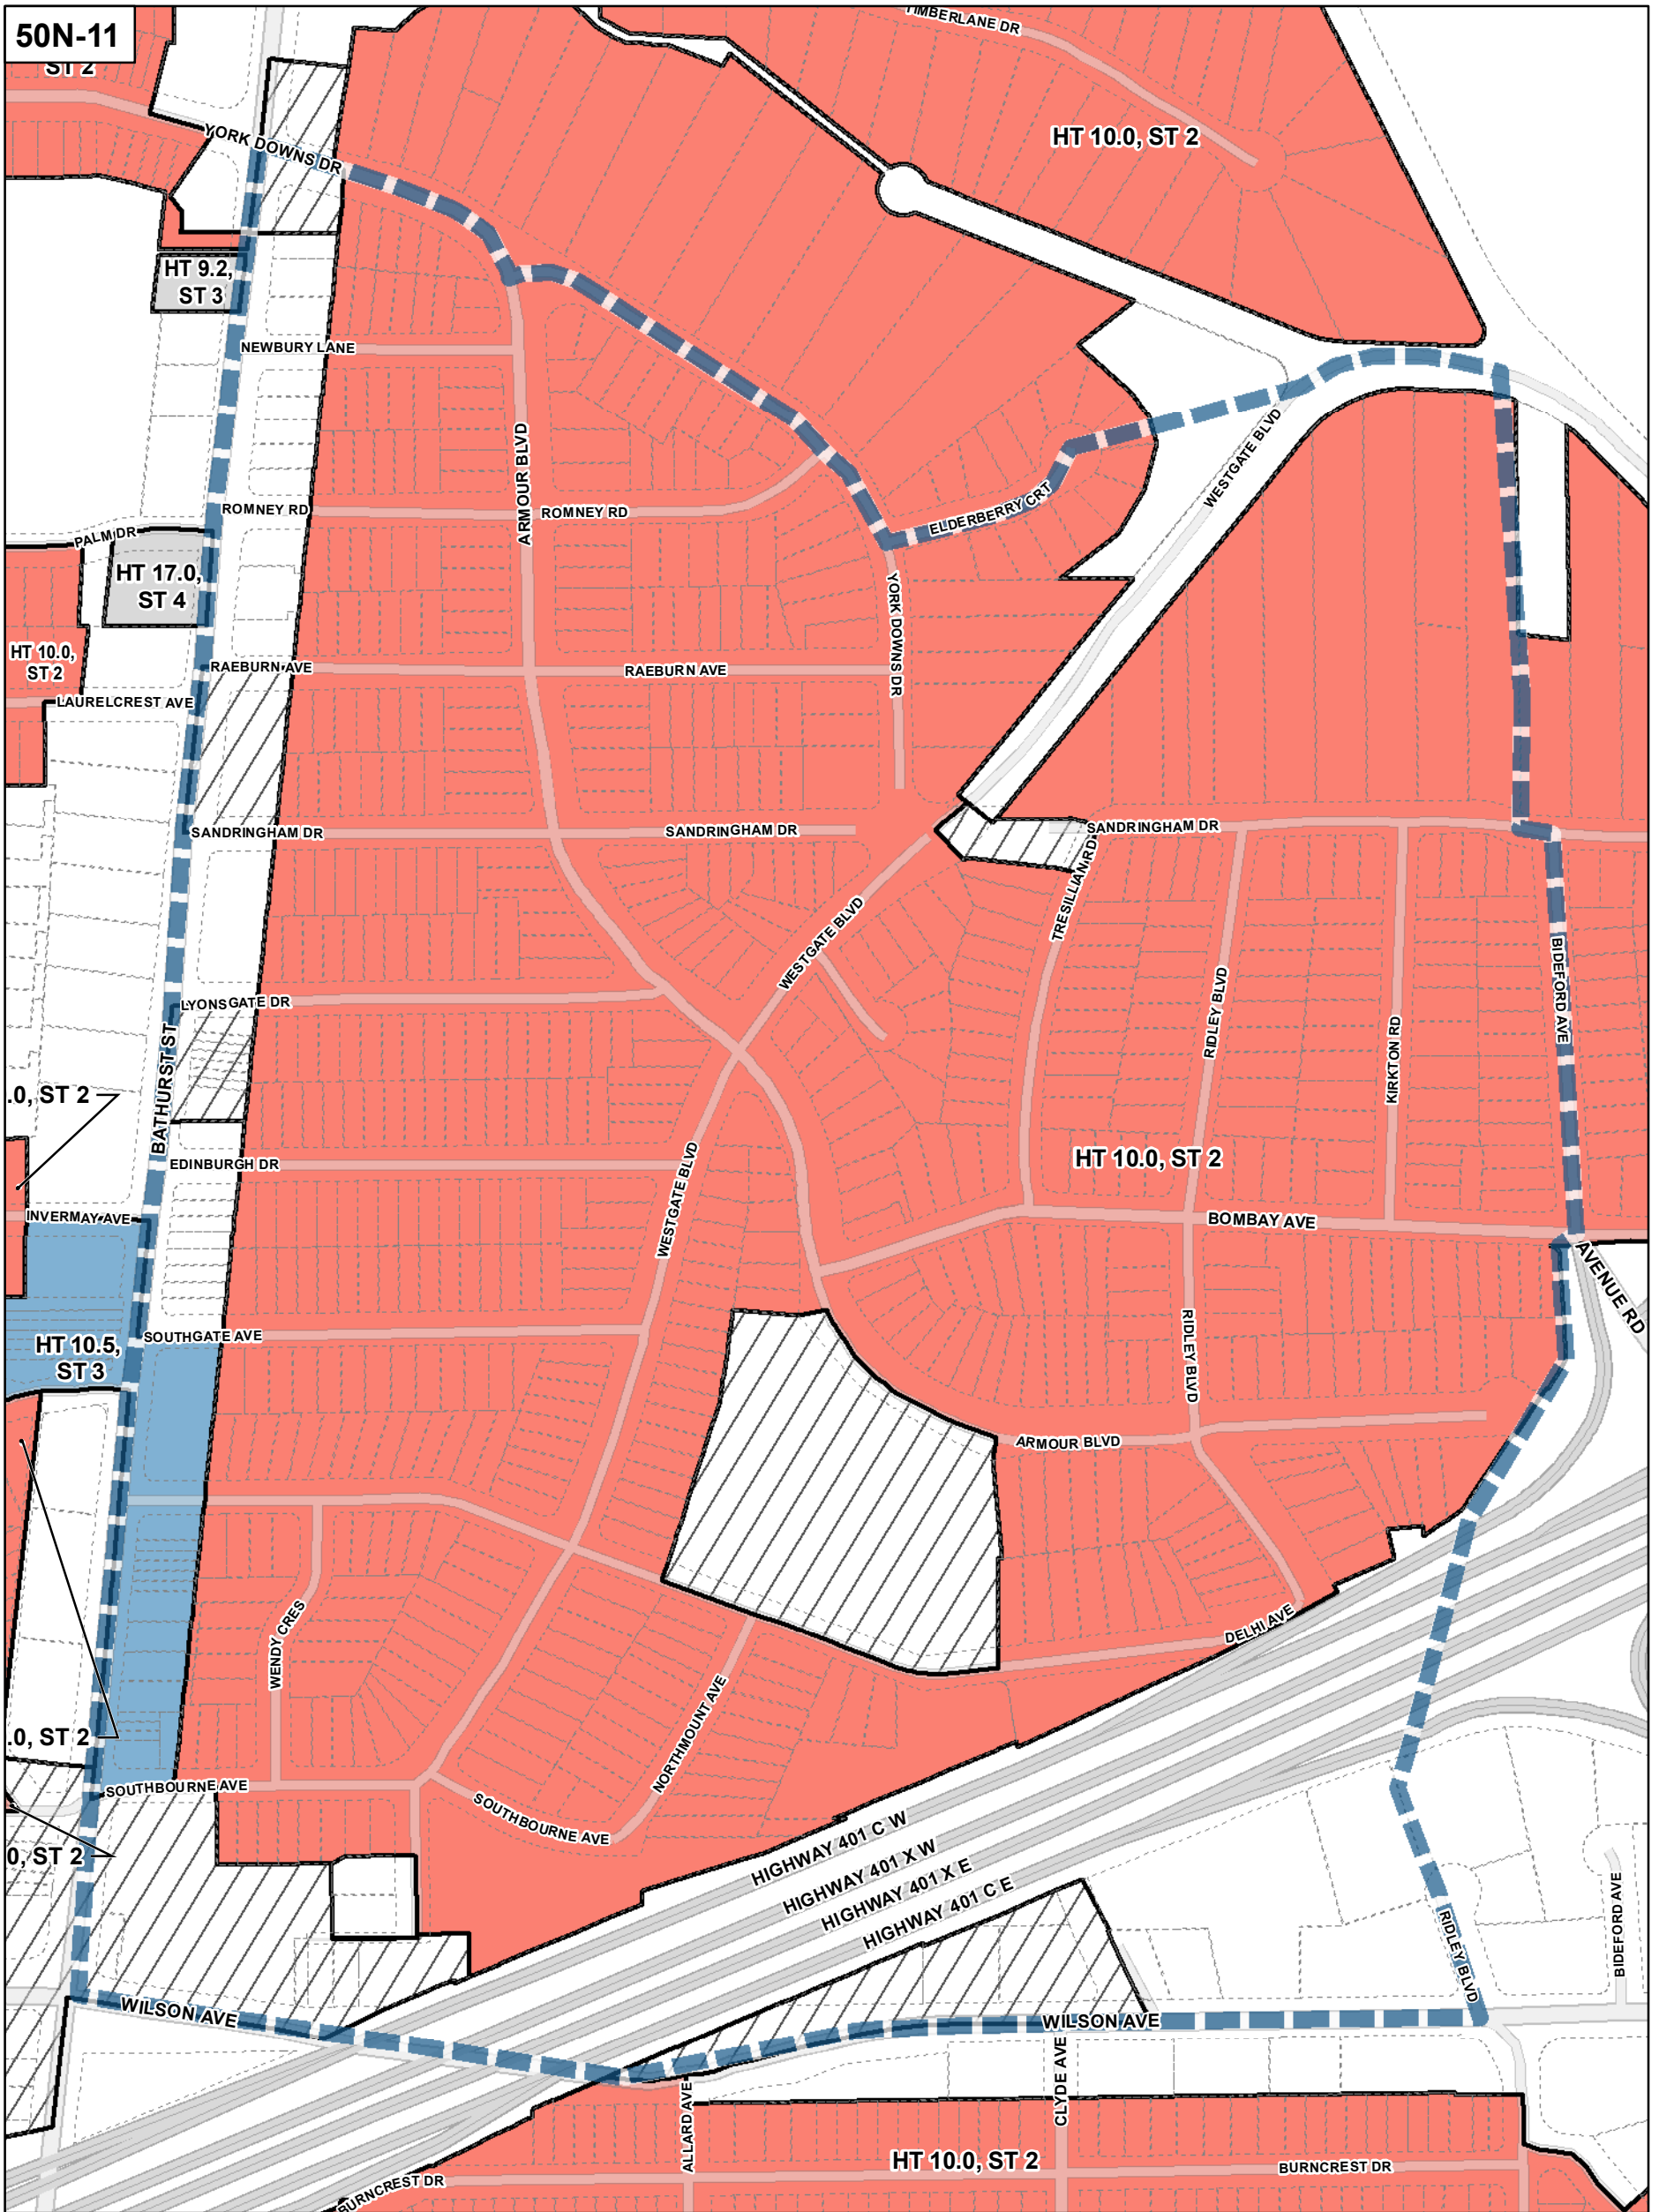 50N-11
ST 2
TIMBERLANE DR
HT 10.0, ST 2
YORK DOWNS DR
HT 9.2,
ST 3
NEWBURY LANE
ARMOUR BLVD
WESTGATE BLVD
ROMNEY RD
ROMNEY RD
ELDERBERRY CRT
PALM DR
HT 17.0,
ST 4
YORK DOWNS DR
HT 10.0,
ST 2
RAEBURN AVE
RAEBURN AVE
LAURELCREST AVE
SANDRINGHAM DR
SANDRINGHAM DR
SANDRINGHAM DR
TRESILLIAN RD
WESTGATE BLVD
BIDEFORD AVE
LYONSGATE DR
RIDLEY BLVD
KIRKTON RD
BATHURST ST
.0, ST 2
EDINBURGH DR
WESTGATE BLVD
HT 10.0, ST 2
INVERMAY AVE
BOMBAY AVE
AVENUE RD
SOUTHGATE AVE
HT 10.5,
ST 3
RIDLEY BLVD
ARMOUR BLVD
WENDY CRES
DELHI AVE
NORTHMOUNT AVE
.0, ST 2
SOUTHBOURNE AVE
SOUTHBOURNE AVE
0, ST 2
HIGHWAY 401 C W
HIGHWAY 401 X W
HIGHWAY 401 X E
HIGHWAY 401 C E
RIDLEY BLVD
BIDEFORD AVE
WILSON AVE
WILSON AVE
CLYDE AVE
ALLARD AVE
HT 10.0, ST 2
BURNCREST DR
BURNCREST DR